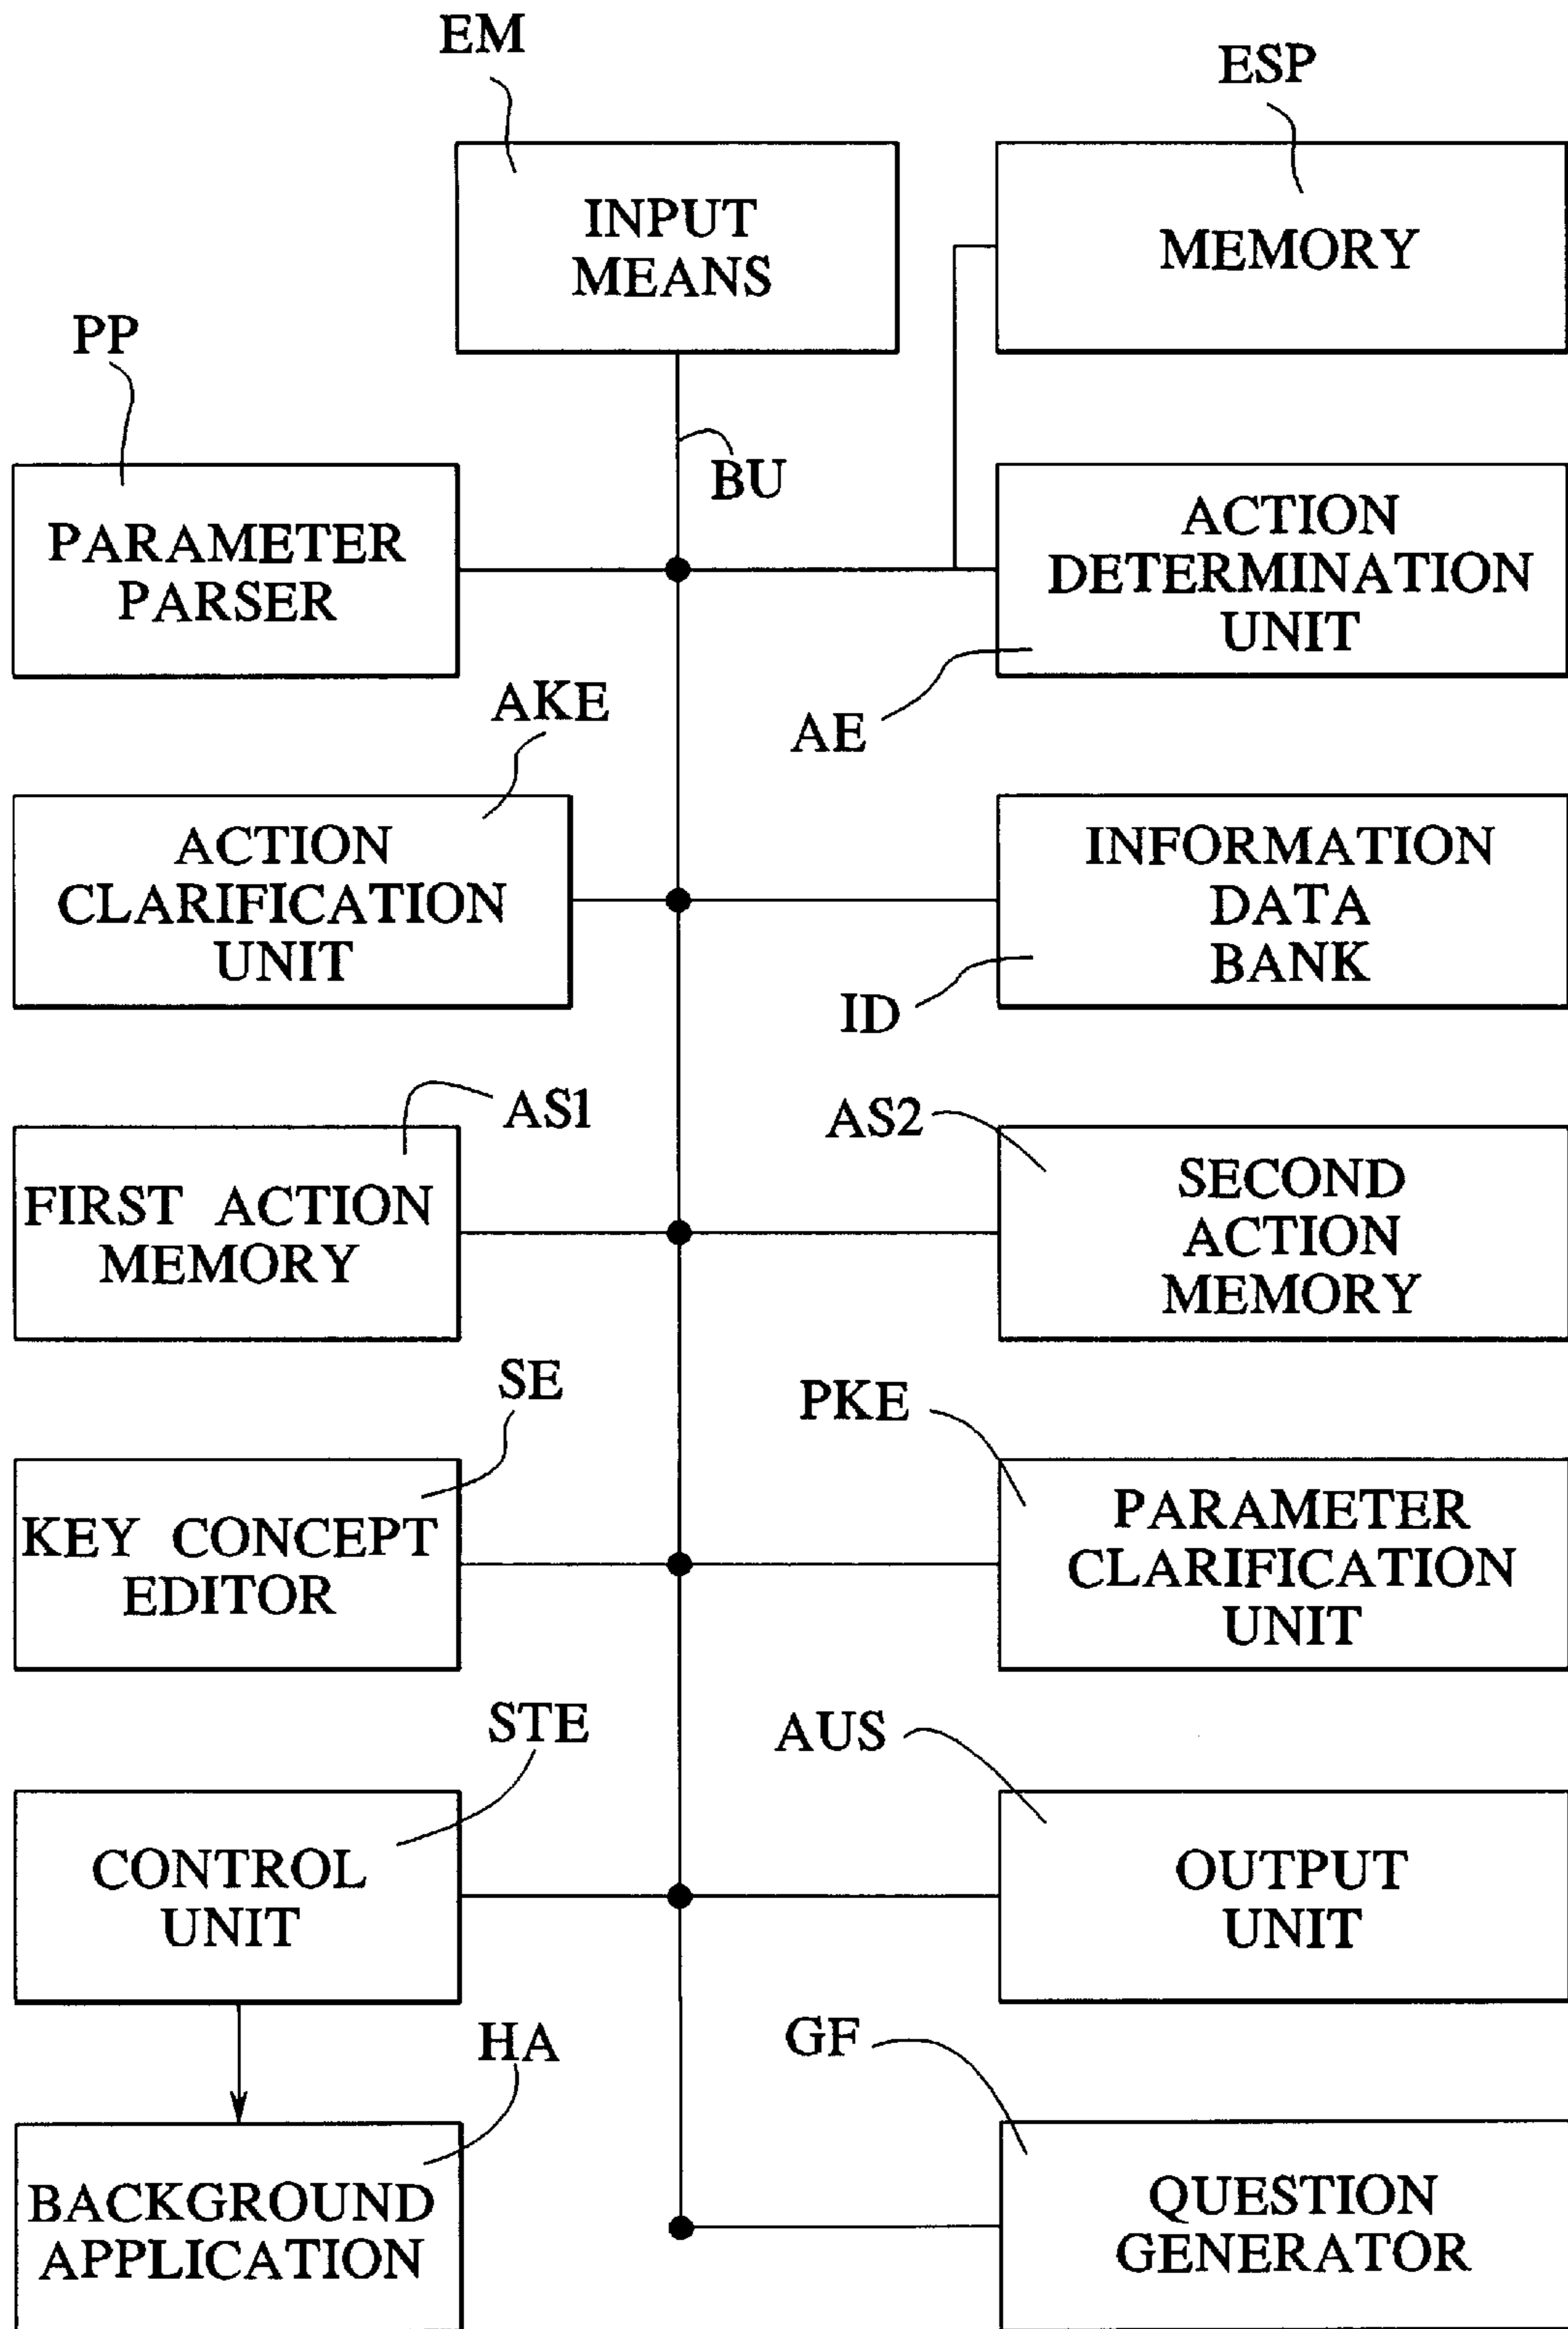 EM
ESP
INPUT
MEANS
MEMORY
PP
BU
PARAMETER
PARSER
ACTION
DETERMINATION
UNIT
AKE
AE
ACTION
CLARIFICATION
UNIT
INFORMATION
DATA
BANK
ID
AS1
AS2
FIRST ACTION
MEMORY
SECOND
ACTION
MEMORY
SE
PKE
KEY CONCEPT
EDITOR
PARAMETER
CLARIFICATION
UNIT
STE
AUS
CONTROL
UNIT
OUTPUT
UNIT
HA
GF
BACKGROUND
APPLICATION
QUESTION
GENERATOR